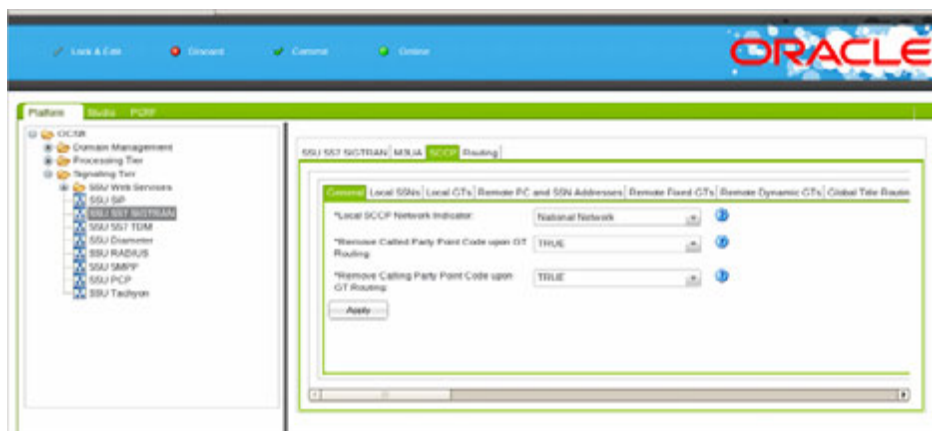 Lock & Edit
Discard
Commit
Online
ORACLE
Platform
Studio
PCRF
OCSB
Domain Management
Processing Tier
Signaling Tier
SSU Web Services
SSU SIP
SSU SS7 SIGTRAN
SSU SS7 TDM
SSU Diameter
SSU RADIUS
SSU SMPP
SSU PCP
SSU Tachyon
SSU SS7 SIGTRAN
M3UA
SCCP
Routing
General
Local SSNs
Local GTs
Remote PC and SSN Addresses
Remote Fixed GTs
Remote Dynamic GTs
Global Title Routin
*Local SCCP Network Indicator:
National Network
*Remove Called Party Point Code upon GT
Routing:
TRUE
*Remove Calling Party Point Code upon
GT Routing:
TRUE
Apply